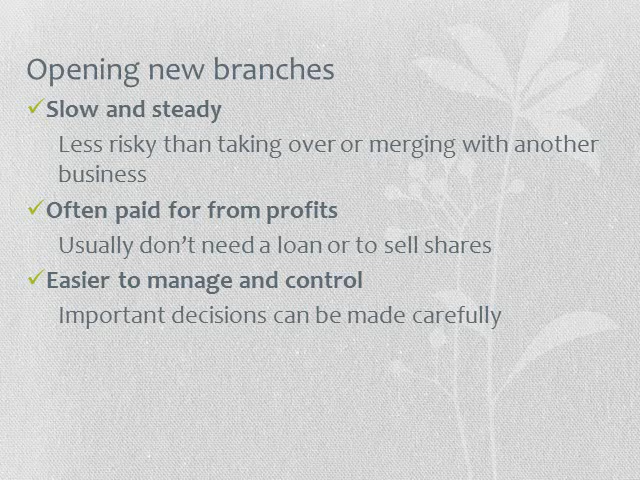 Opening new branches
✓Slow and steady
Less risky than taking over or merging with another
business
✓Often paid for from profits
Usually don’t need a loan or to sell shares
✓Easier to manage and control
Important decisions can be made carefully